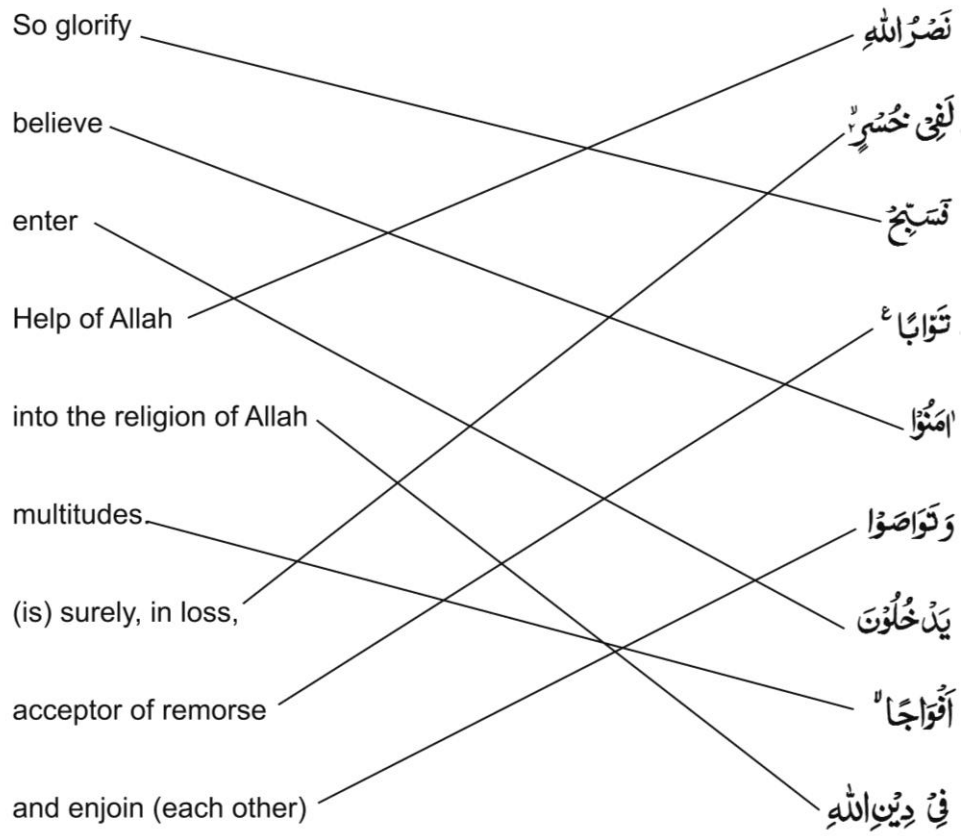 So glorify نَصْرُ اللّٰهِ
believe لَفِیْ خُسْرٍۙ۲
enter فَسَبِّحْ
Help of Allah تَوَّابًا ع
into the religion of Allah اٰمَنُوْا
multitudes. وَ تَوَاصَوْا
(is) surely, in loss, یَدْخُلُوْنَ
acceptor of remorse اَفْوَاجًا ۙ
and enjoin (each other) فِیْ دِیْنِ اللّٰهِ